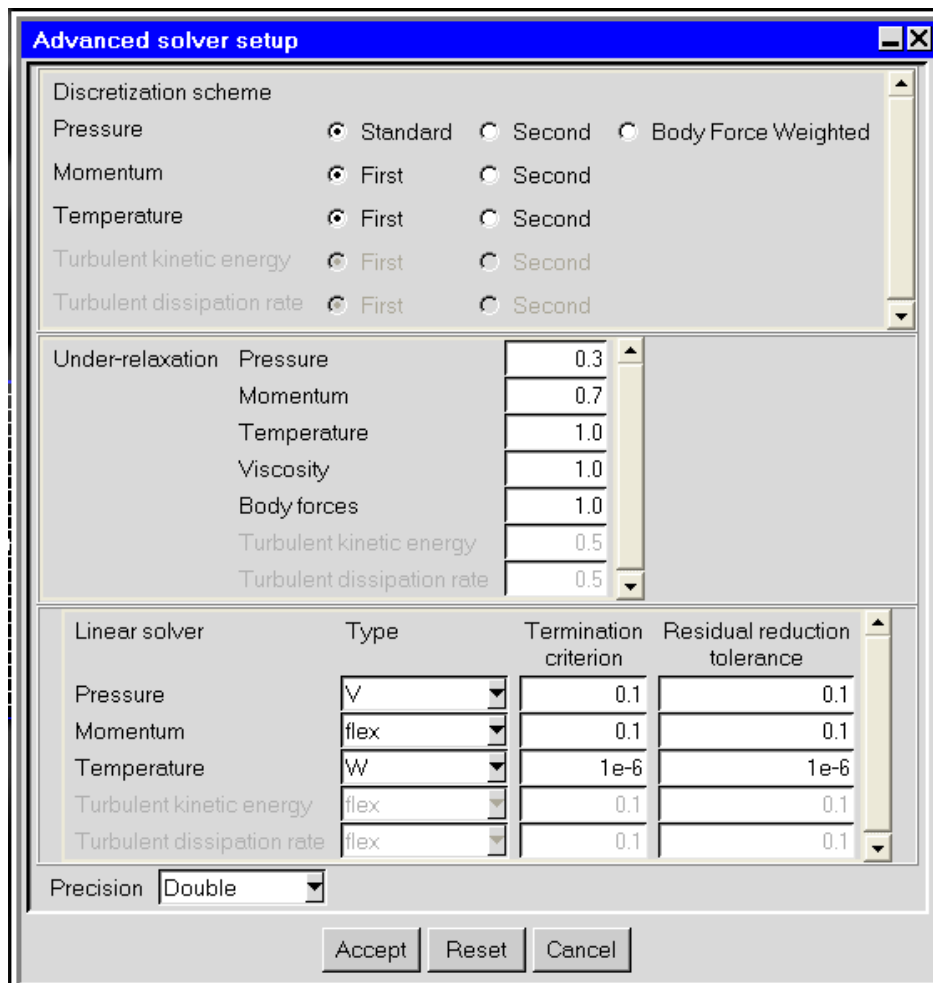 Advanced solver setup
Discretization scheme
Pressure Standard Second Body Force Weighted
Momentum First Second
Temperature First Second
Turbulent kinetic energy First Second
Turbulent dissipation rate First Second
Under-relaxation Pressure 0.3
Momentum 0.7
Temperature 1.0
Viscosity 1.0
Body forces 1.0
Turbulent kinetic energy 0.5
Turbulent dissipation rate 0.5
Linear solver Type Termination criterion Residual reduction tolerance
Pressure V 0.1 0.1
Momentum flex 0.1 0.1
Temperature W 1e-6 1e-6
Turbulent kinetic energy flex 0.1 0.1
Turbulent dissipation rate flex 0.1 0.1
Precision Double
Accept Reset Cancel